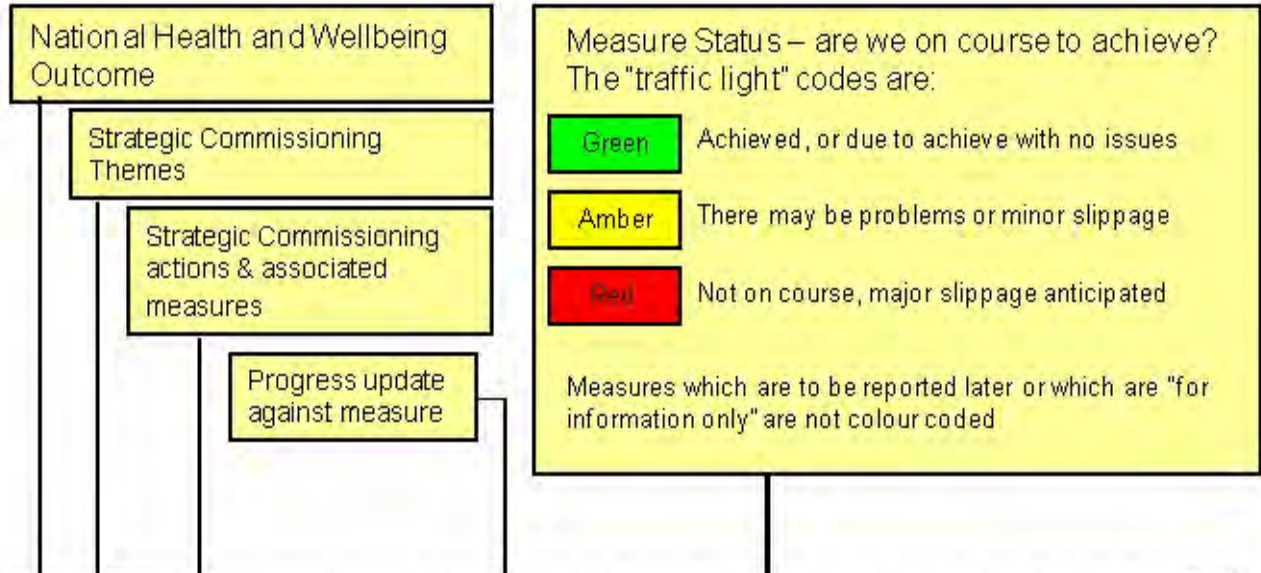 National Health and Wellbeing
Outcome
Strategic Commissioning
Themes
Strategic Commissioning
actions & associated
measures
Progress update
against measure
Measure Status – are we on course to achieve?
The "traffic light" codes are:
Green
Achieved, or due to achieve with no issues
Amber
There may be problems or minor slippage
Red
Not on course, major slippage anticipated
Measures which are to be reported later or which are "for
information only" are not colour coded